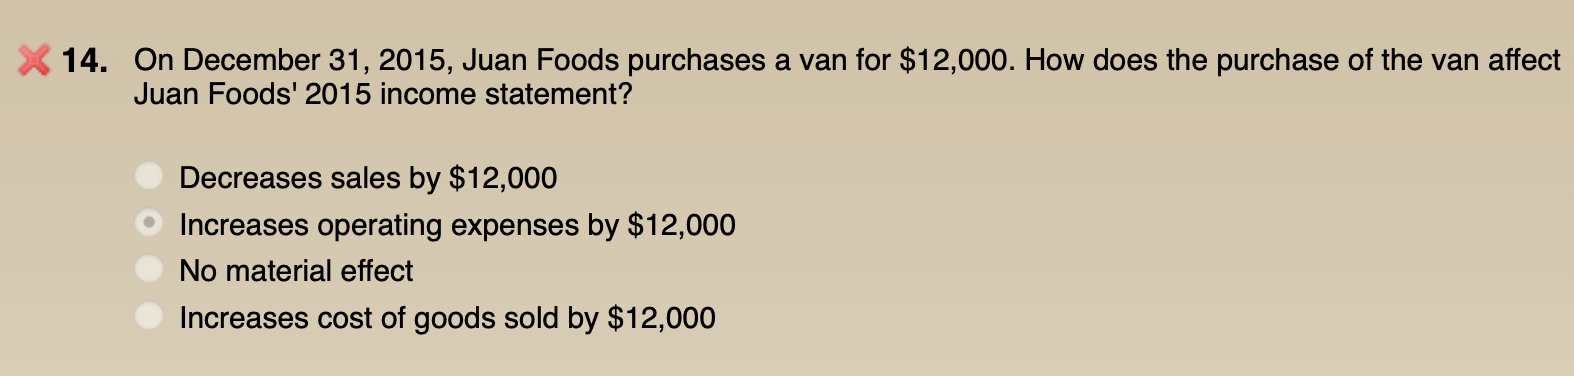 14. On December 31, 2015, Juan Foods purchases a van for $12,000. How does the purchase of the van affect
Juan Foods' 2015 income statement?
Decreases sales by $12,000
Increases operating expenses by $12,000
No material effect
Increases cost of goods sold by $12,000